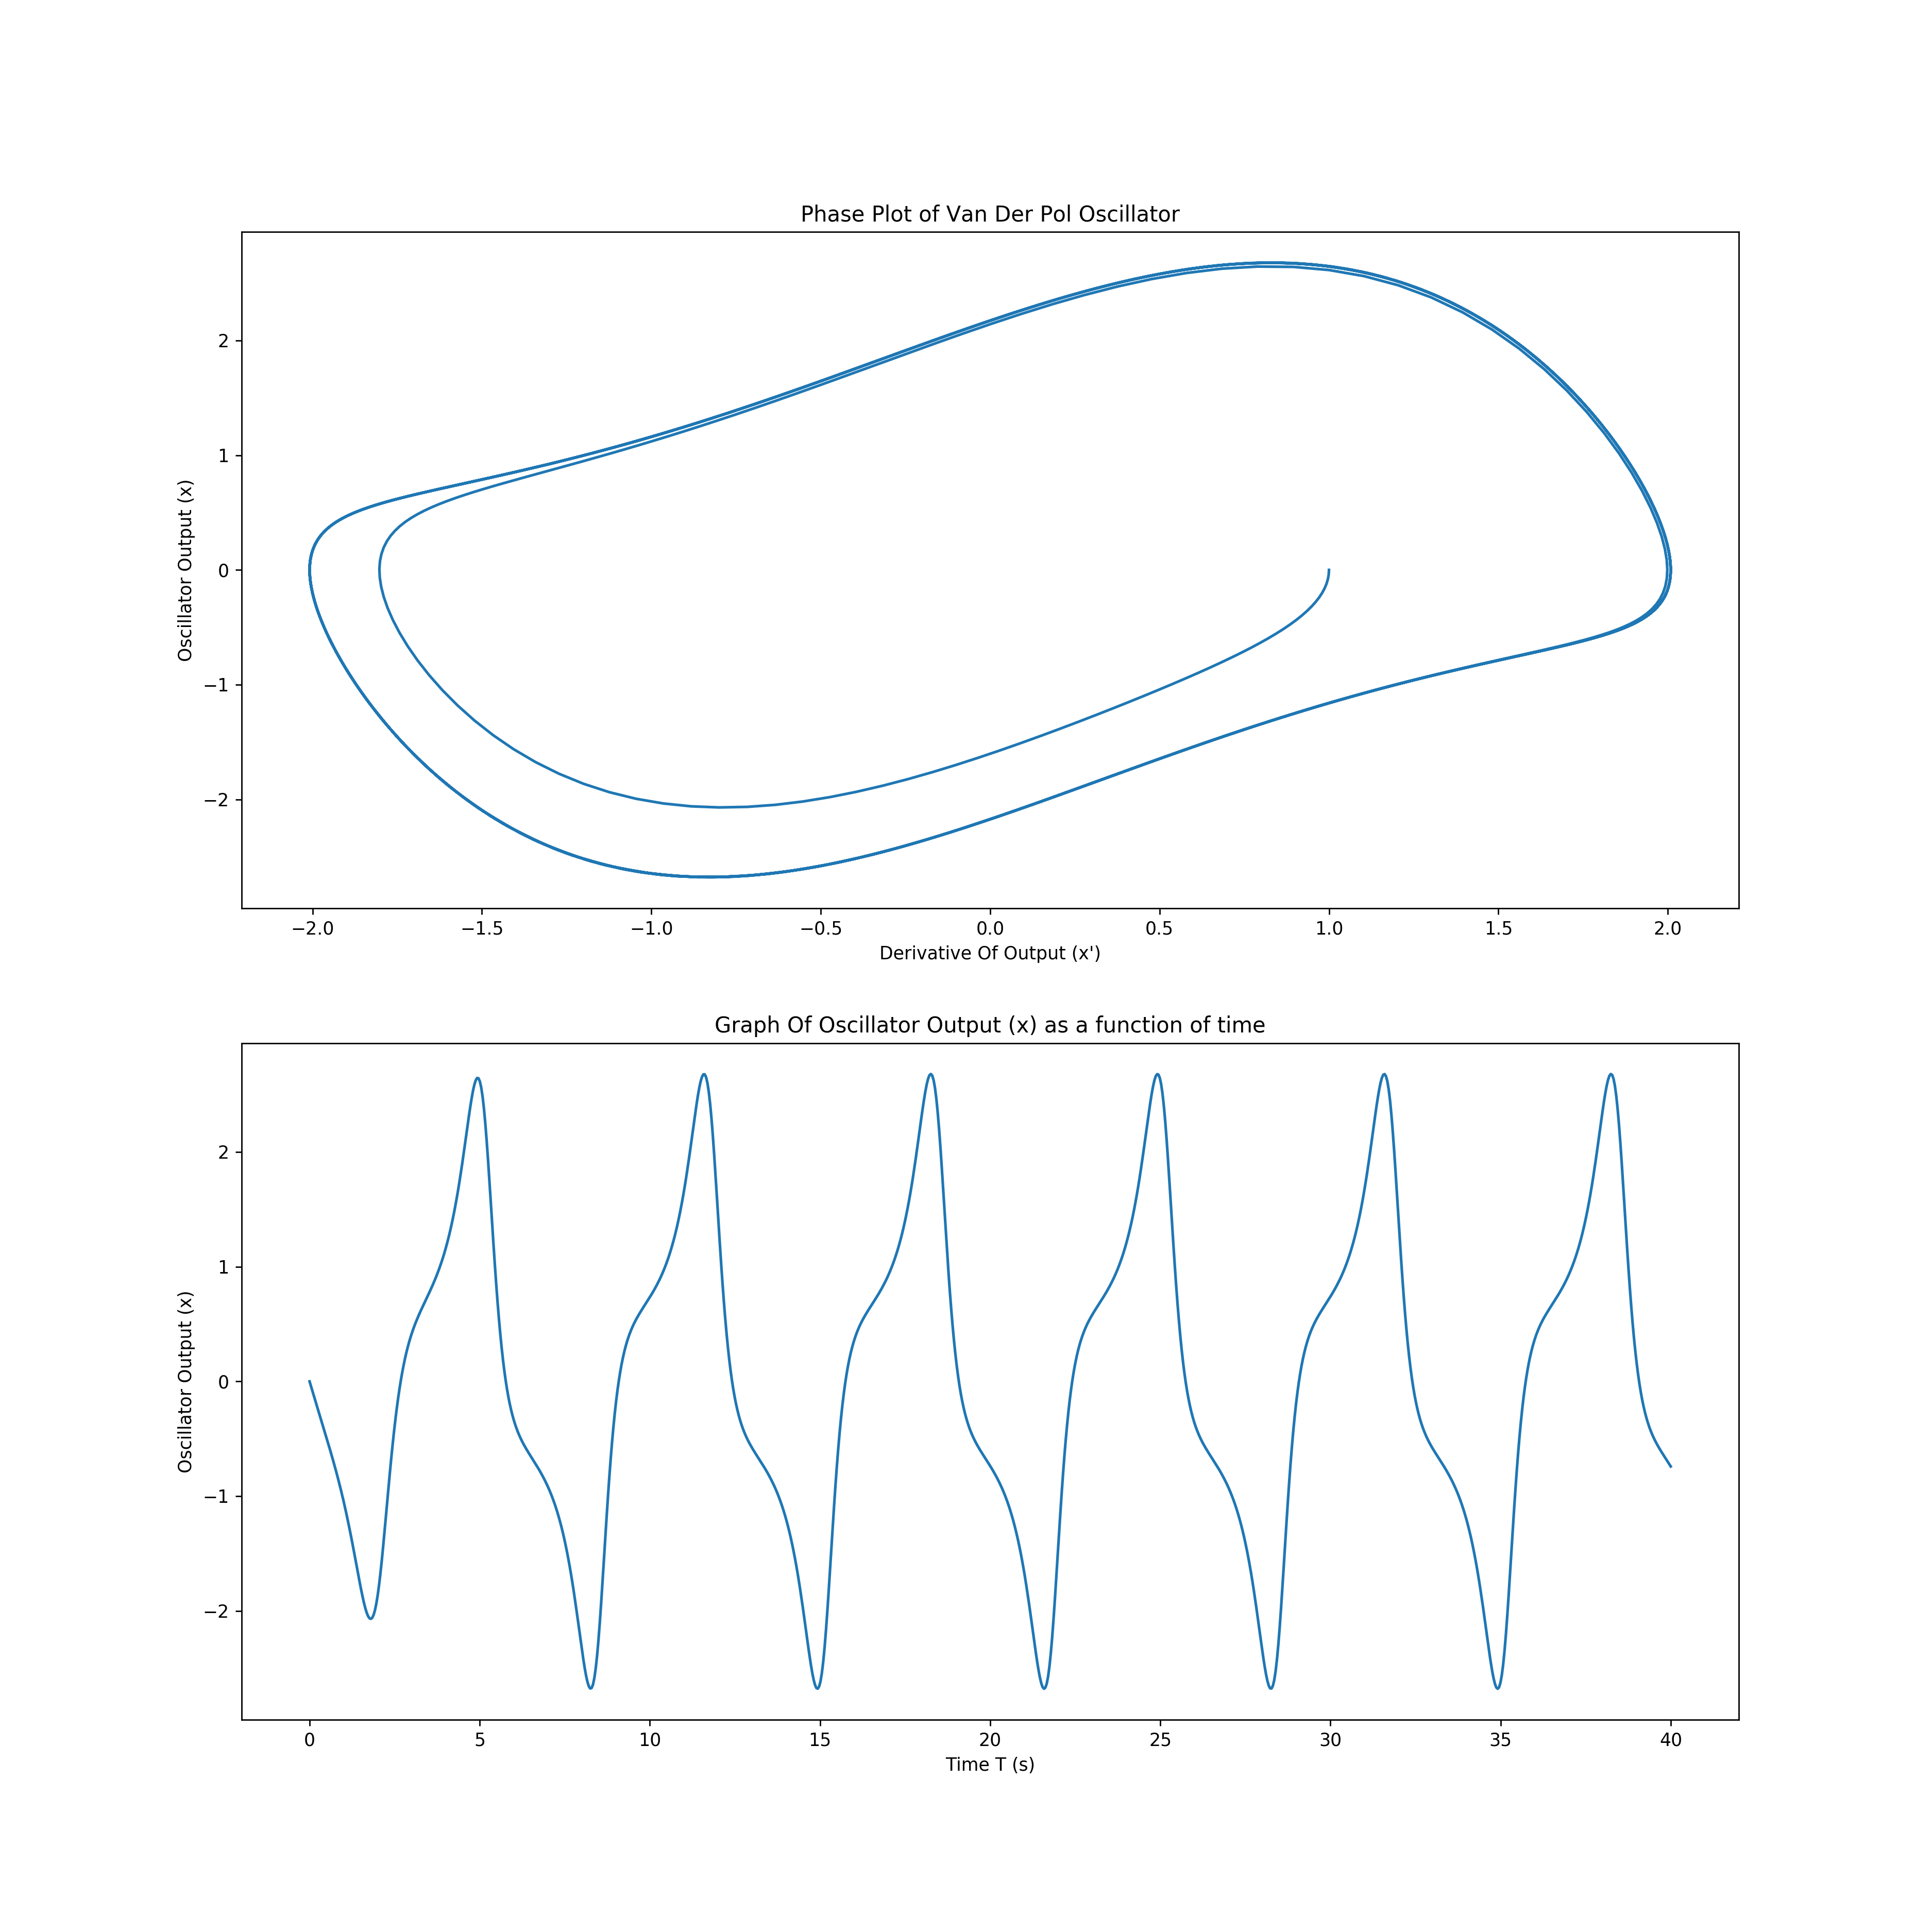 Phase Plot of Van Der Pol Oscillator
Oscillator Output (x)
2
1
0
−1
−2
−2.0 −1.5 −1.0 −0.5 0.0 0.5 1.0 1.5 2.0
Derivative Of Output (x')
Graph Of Oscillator Output (x) as a function of time
Oscillator Output (x)
2
1
0
−1
−2
0 5 10 15 20 25 30 35 40
Time T (s)